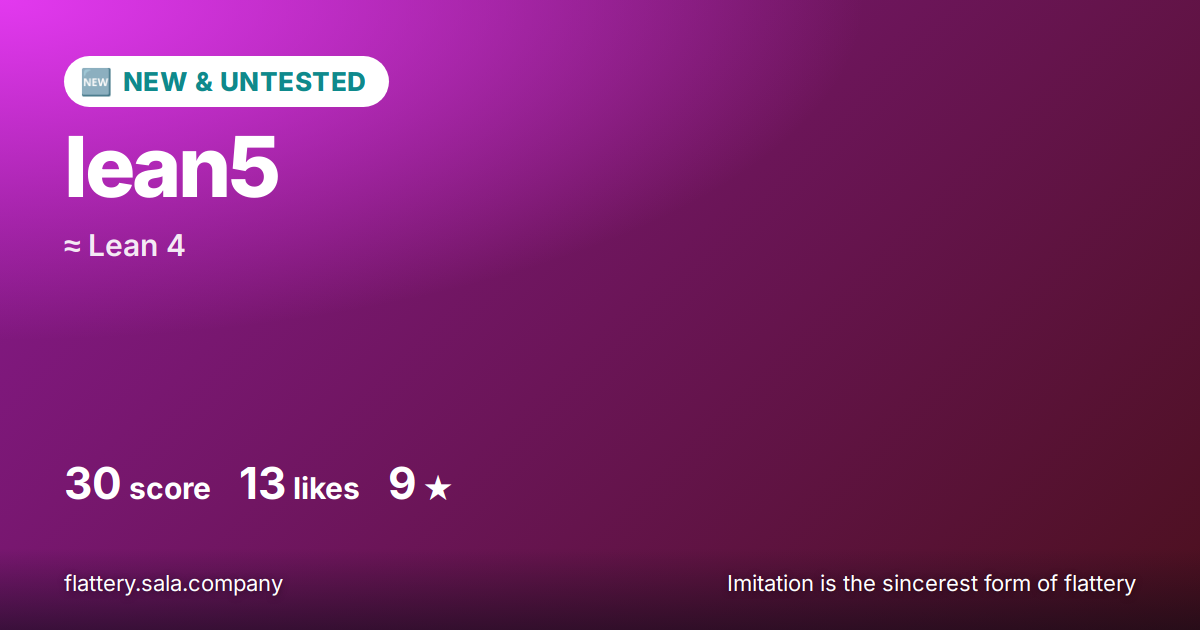 🆕 NEW & UNTESTED
lean5
≈ Lean 4
30 score 13 likes 9 ★
flattery.sala.company
Imitation is the sincerest form of flattery